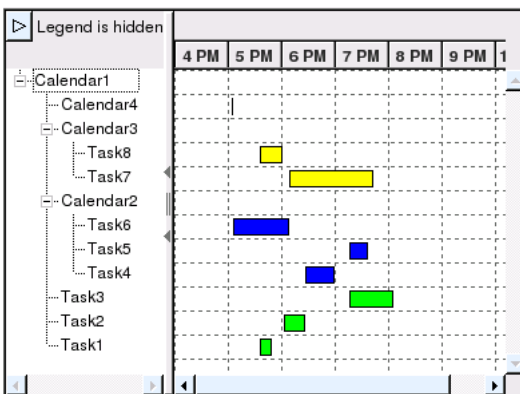 Legend is hidden
4 PM 5 PM 6 PM 7 PM 8 PM 9 PM 1
Calendar1
Calendar4
Calendar3
Task8
Task7
Calendar2
Task6
Task5
Task4
Task3
Task2
Task1